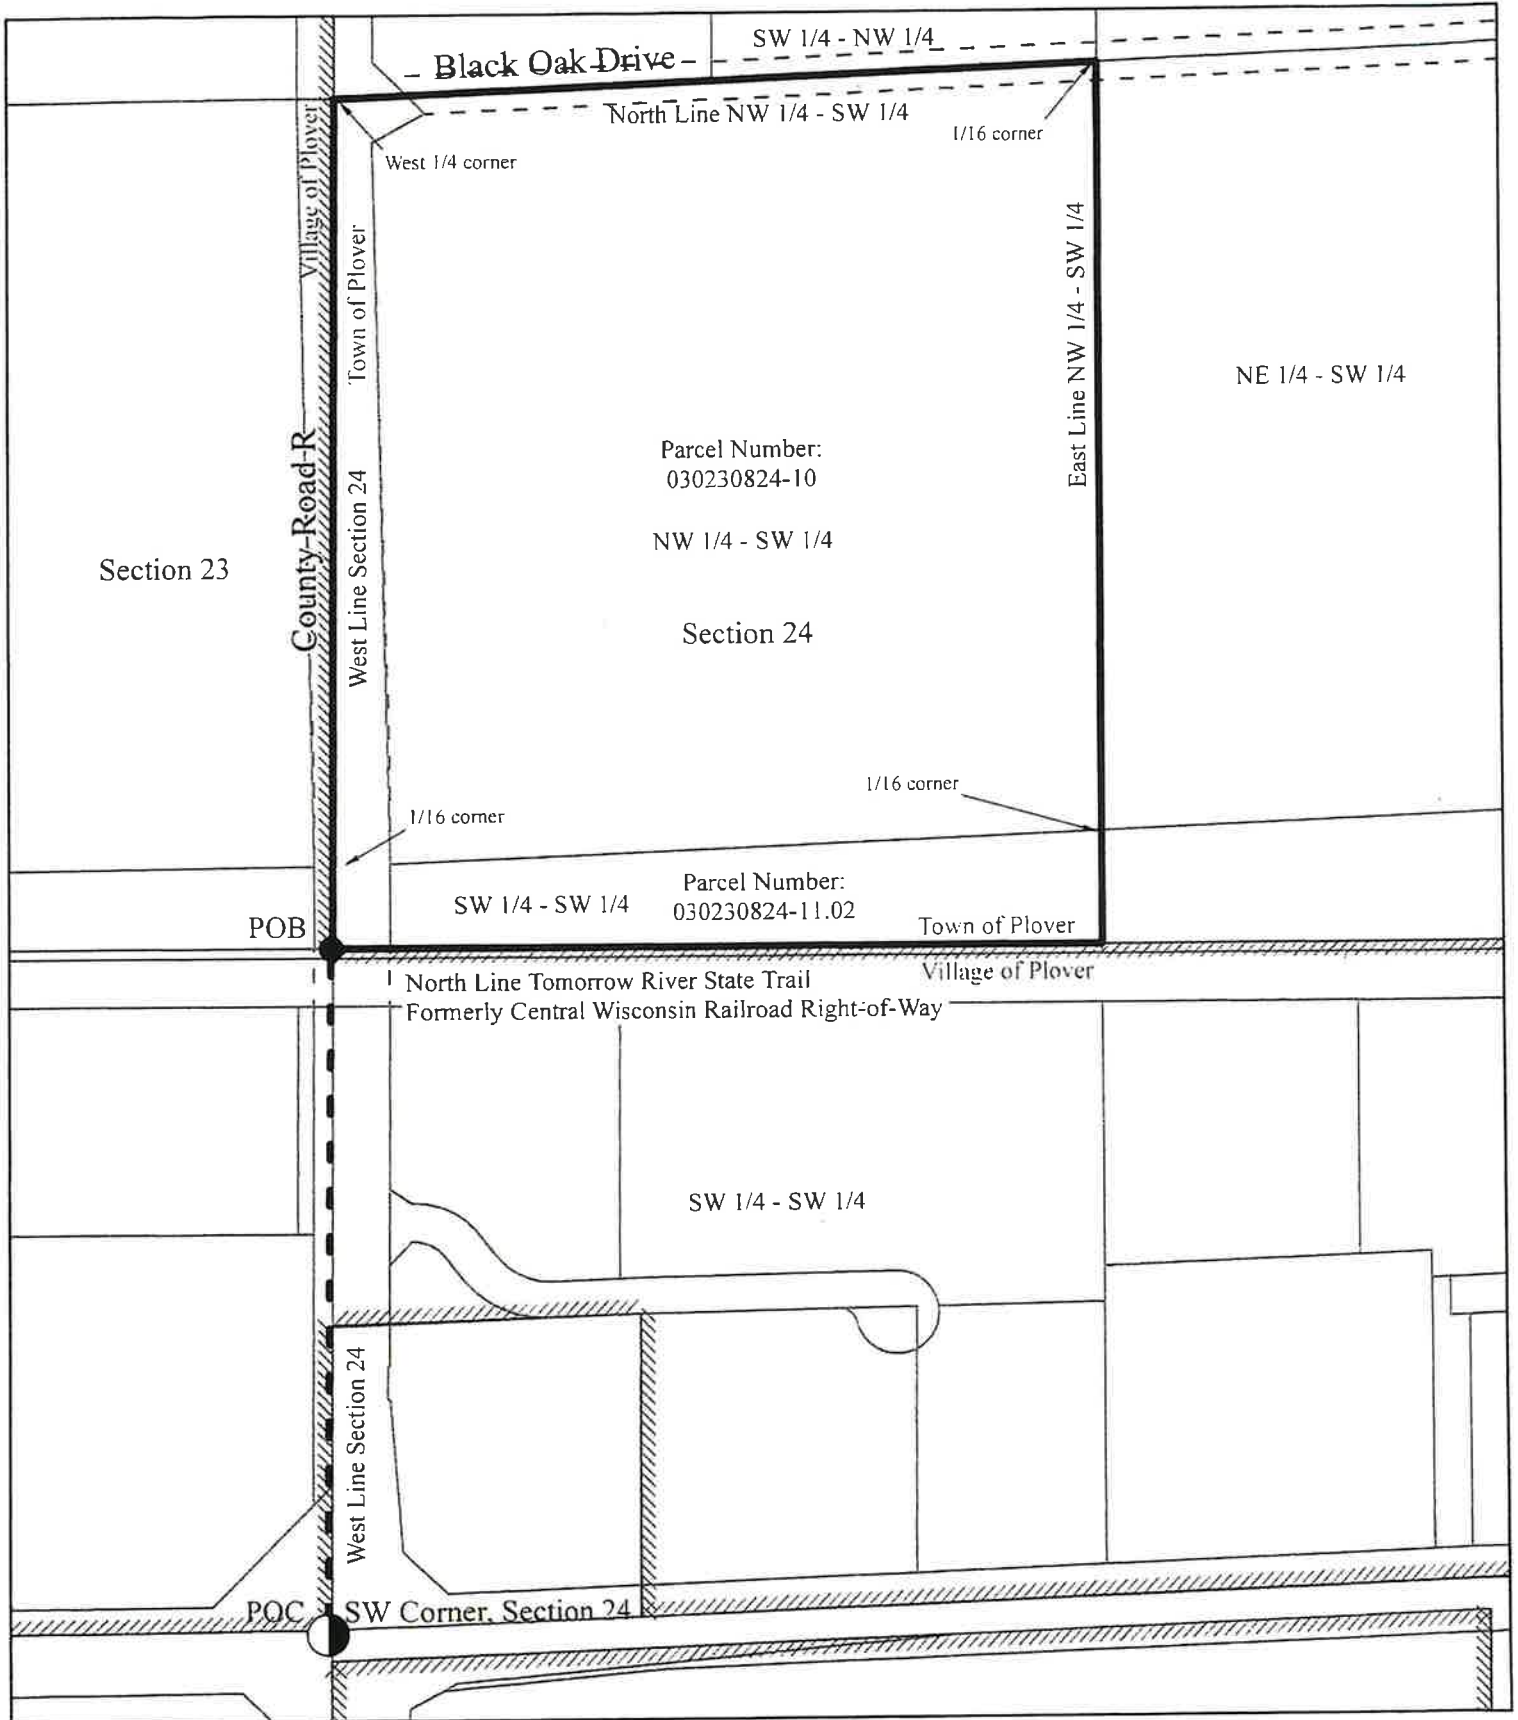 SW 1/4 - NW 1/4
Black Oak Drive
North Line NW 1/4 - SW 1/4
1/16 corner
West 1/4 corner
Village of Plover
Town of Plover
East Line NW 1/4 - SW 1/4
NE 1/4 - SW 1/4
Parcel Number:
030230824-10
NW 1/4 - SW 1/4
Section 23
County Road R
West Line Section 24
Section 24
1/16 corner
1/16 corner
Parcel Number:
030230824-11.02
SW 1/4 - SW 1/4
Town of Plover
POB
Village of Plover
North Line Tomorrow River State Trail
Formerly Central Wisconsin Railroad Right-of-Way
SW 1/4 - SW 1/4
West Line Section 24
POC
SW Corner, Section 24